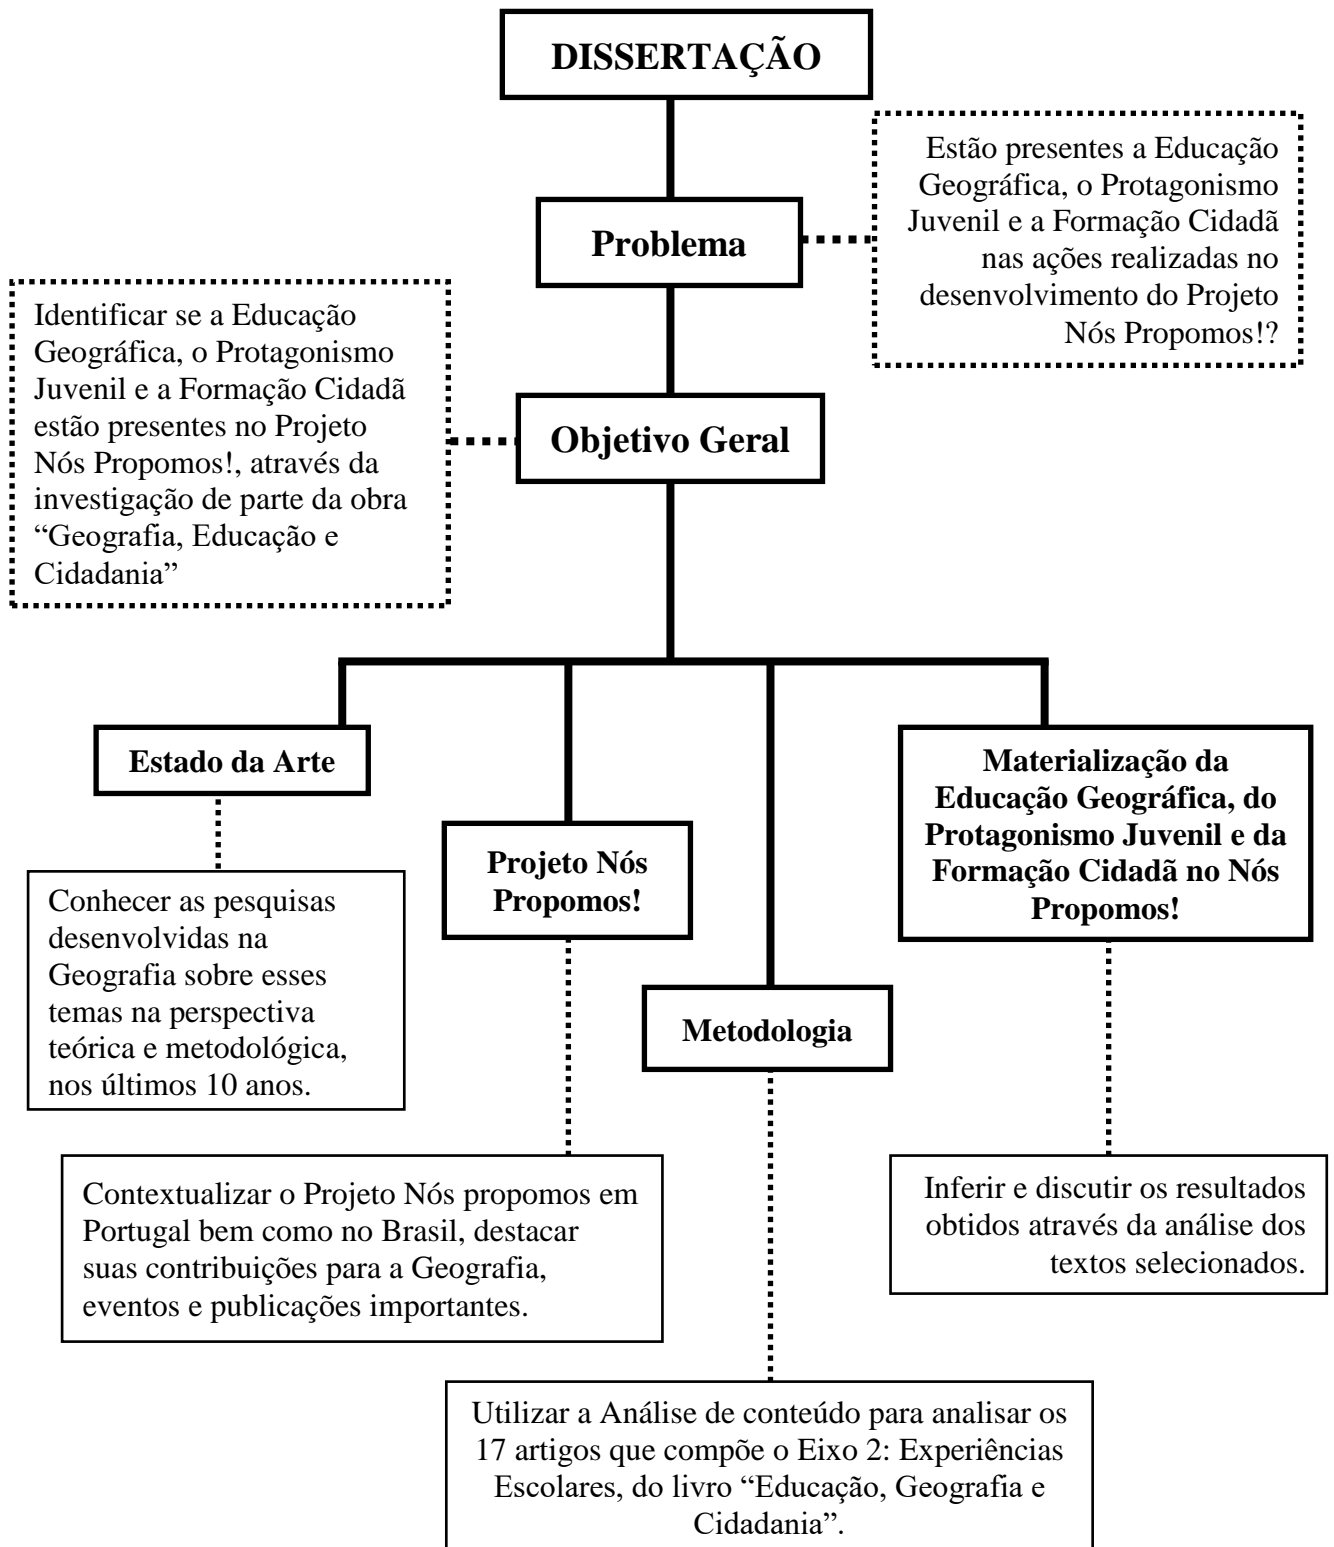 DISSERTAÇÃO
Estão presentes a Educação
Geográfica, o Protagonismo
Juvenil e a Formação Cidadã
nas ações realizadas no
desenvolvimento do Projeto
Nós Propomos!?
Problema
Identificar se a Educação
Geográfica, o Protagonismo
Juvenil e a Formação Cidadã
estão presentes no Projeto
Nós Propomos!, através da
investigação de parte da obra
“Geografia, Educação e
Cidadania”
Objetivo Geral
Estado da Arte
Conhecer as pesquisas
desenvolvidas na
Geografia sobre esses
temas na perspectiva
teórica e metodológica,
nos últimos 10 anos.
Projeto Nós
Propomos!
Contextualizar o Projeto Nós propomos em
Portugal bem como no Brasil, destacar
suas contribuições para a Geografia,
eventos e publicações importantes.
Metodologia
Utilizar a Análise de conteúdo para analisar os
17 artigos que compõe o Eixo 2: Experiências
Escolares, do livro “Educação, Geografia e
Cidadania”.
Materialização da
Educação Geográfica, do
Protagonismo Juvenil e da
Formação Cidadã no Nós
Propomos!
Inferir e discutir os resultados
obtidos através da análise dos
textos selecionados.